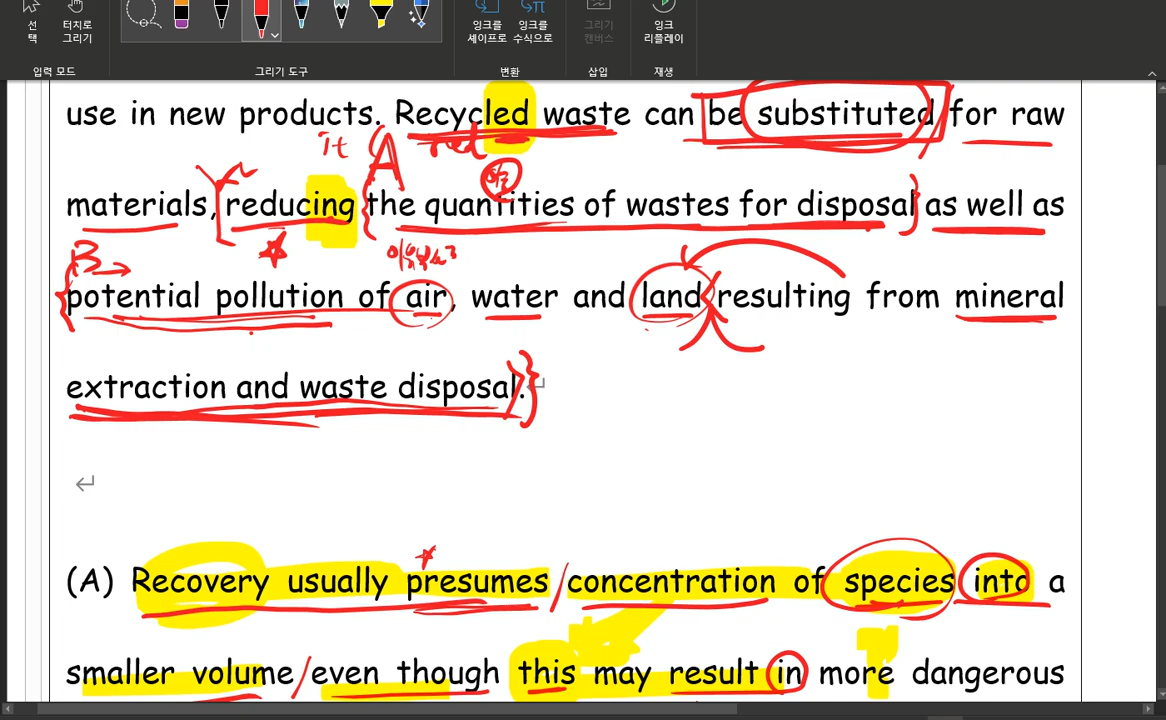 선택
터치로 그리기
잉크를 셰이프로
잉크를 수식으로
그리기 캔버스
잉크 리플레이
입력 모드
그리기 도구
변환
삽입
재생
use in new products. Recycled waste can be substituted for raw
it A red
materials, reducing the quantities of wastes for disposal as well as
B
potential pollution of air, water and land resulting from mineral
extraction and waste disposal.
(A) Recovery usually presumes/concentration of species into a
smaller volume/even though this may result in more dangerous